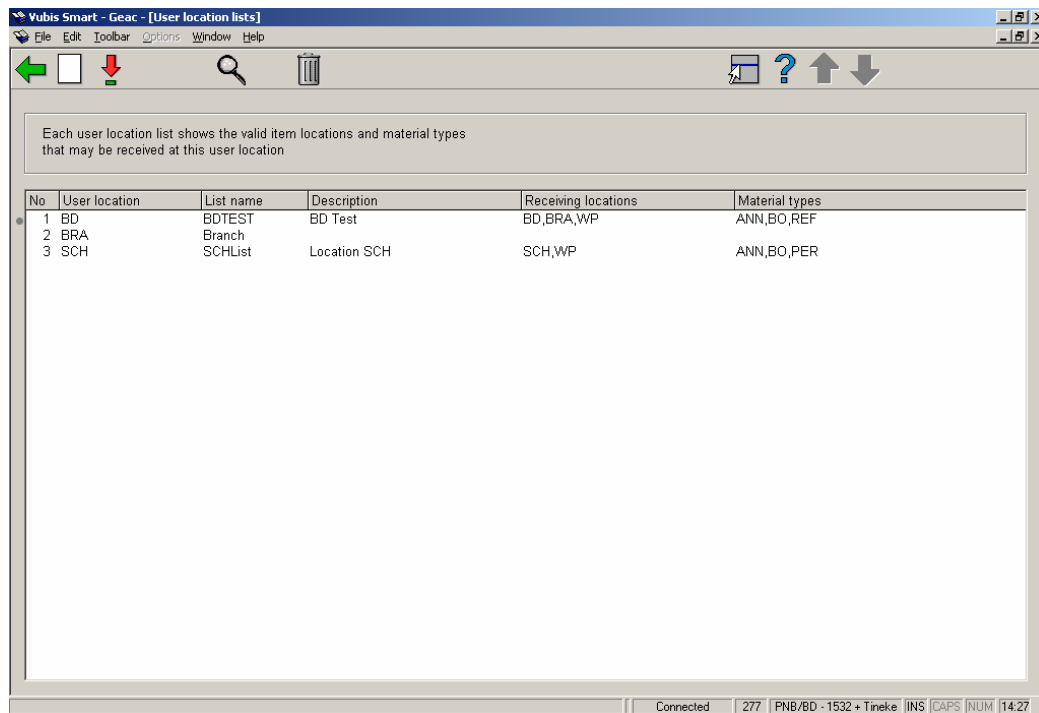 Vubis Smart - Geac - [User location lists]
File Edit Toolbar Options Window Help
Each user location list shows the valid item locations and material types
that may be received at this user location
No User location List name Description Receiving locations Material types
1 BD BDTEST BD Test BD,BRA,WP ANN,BO,REF
2 BRA Branch
3 SCH SCHList Location SCH SCH,WP ANN,BO,PER
Connected 277 PNB/BD - 1532 + Tineke INS CAPS NUM 14:27